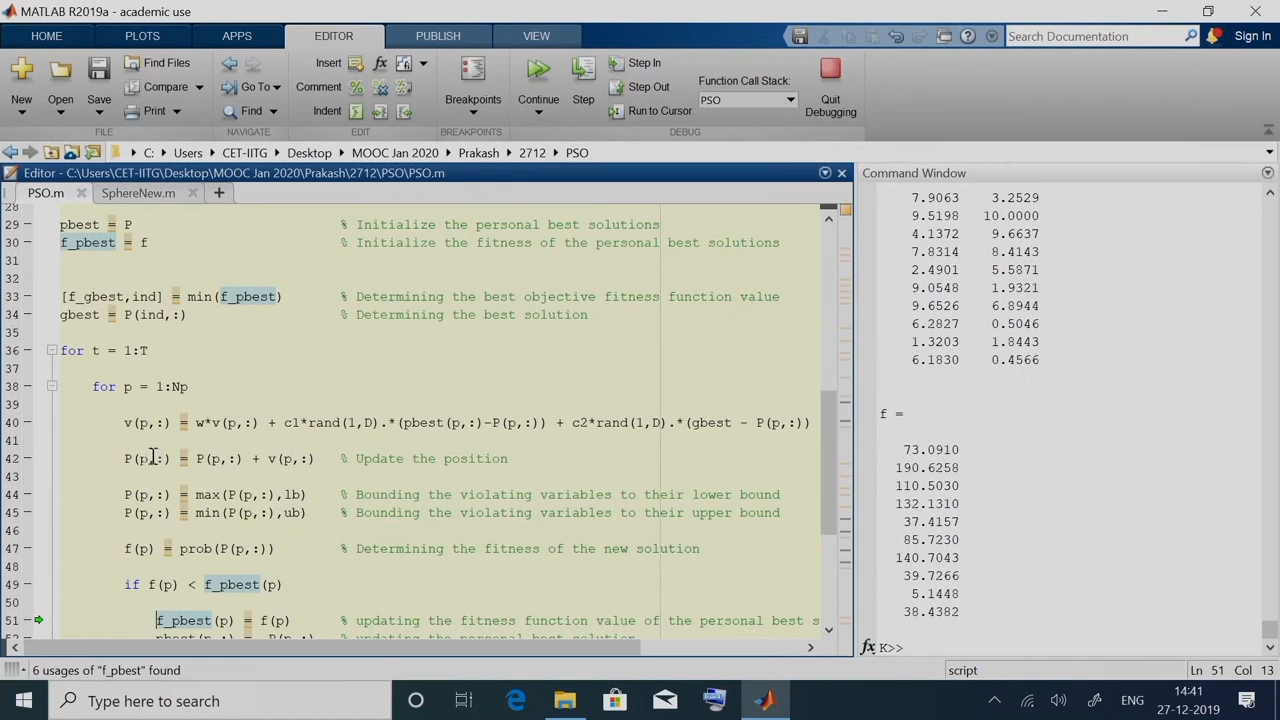 MATLAB R2019a - academic use
HOME PLOTS APPS EDITOR PUBLISH VIEW Search Documentation Sign In
New Open Save Find Files Compare Print
Go To Find
Insert fx Comment Indent
Breakpoints Continue Step Step In Step Out Run to Cursor
Function Call Stack: PSO Quit Debugging
FILE NAVIGATE EDIT BREAKPOINTS DEBUG
C: Users CET-IITG Desktop MOOC Jan 2020 Prakash 2712 PSO
Editor - C:\Users\CET-IITG\Desktop\MOOC Jan 2020\Prakash\2712\PSO\PSO.m
PSO.m SphereNew.m +
28
29 pbest = P % Initialize the personal best solutions
30 f_pbest = f % Initialize the fitness of the personal best solutions
31
32
33 [f_gbest,ind] = min(f_pbest) % Determining the best objective fitness function value
34 gbest = P(ind,:) % Determining the best solution
35
36 for t = 1:T
37
38 for p = 1:Np
39
40 v(p,:) = w*v(p,:) + c1*rand(1,D).*(pbest(p,:)-P(p,:)) + c2*rand(1,D).*(gbest - P(p,:))
41
42 P(p,:) = P(p,:) + v(p,:) % Update the position
43
44 P(p,:) = max(P(p,:),lb) % Bounding the violating variables to their lower bound
45 P(p,:) = min(P(p,:),ub) % Bounding the violating variables to their upper bound
46
47 f(p) = prob(P(p,:)) % Determining the fitness of the new solution
48
49 if f(p) < f_pbest(p)
50
51 f_pbest(p) = f(p) % updating the fitness function value of the personal best s
52 pbest(p,:) = P(p,:) % updating the personal best solution
6 usages of "f_pbest" found
Command Window
7.9063 3.2529
9.5198 10.0000
4.1372 9.6637
7.8314 8.4143
2.4901 5.5871
9.0548 1.9321
9.6526 6.8944
6.2827 0.5046
1.3203 1.8443
6.1830 0.4566
f =
73.0910
190.6258
110.5030
132.1310
37.4157
85.7230
140.7043
39.7266
5.1448
38.4382
fx K>>
script Ln 51 Col 13
Type here to search
ENG 14:41
27-12-2019